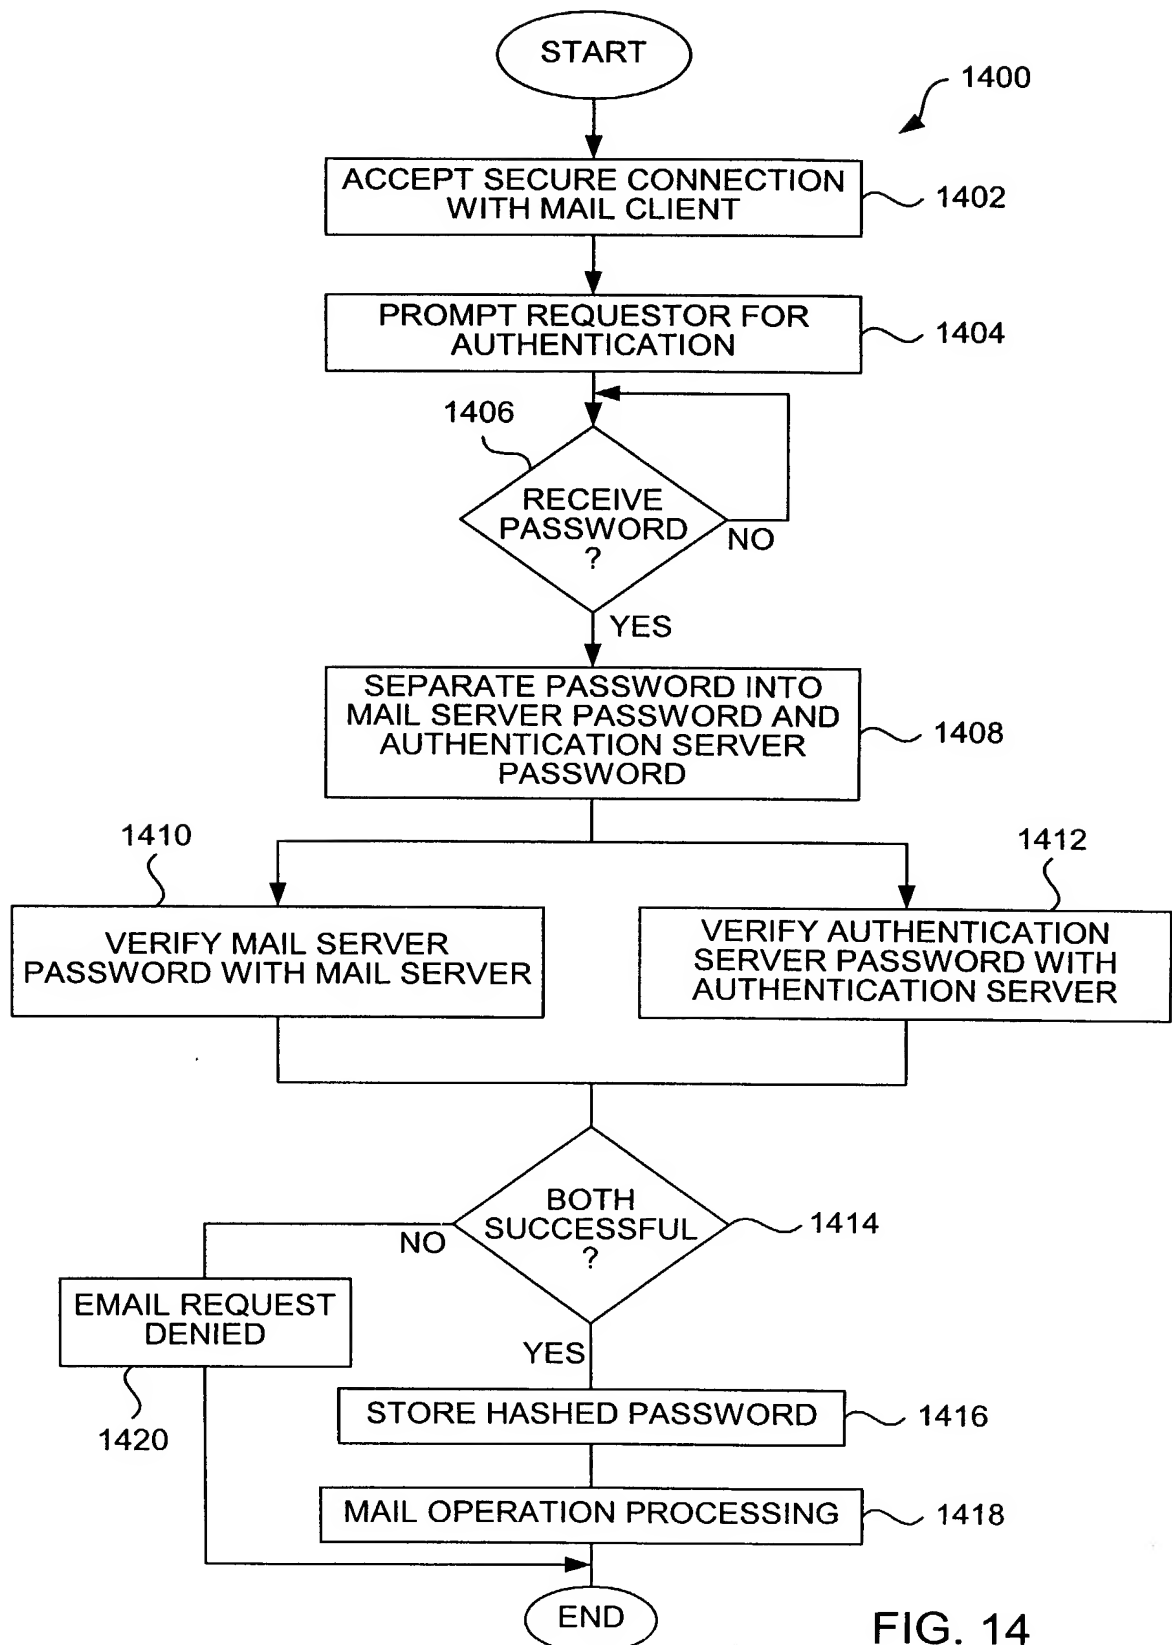 START
1400
ACCEPT SECURE CONNECTION
WITH MAIL CLIENT
1402
PROMPT REQUESTOR FOR
AUTHENTICATION
1404
1406
RECEIVE
PASSWORD
?
NO
YES
SEPARATE PASSWORD INTO
MAIL SERVER PASSWORD AND
AUTHENTICATION SERVER
PASSWORD
1408
1410
1412
VERIFY MAIL SERVER
PASSWORD WITH MAIL SERVER
VERIFY AUTHENTICATION
SERVER PASSWORD WITH
AUTHENTICATION SERVER
BOTH
SUCCESSFUL
?
1414
NO
EMAIL REQUEST
DENIED
1420
YES
STORE HASHED PASSWORD
1416
MAIL OPERATION PROCESSING
1418
END
FIG. 14